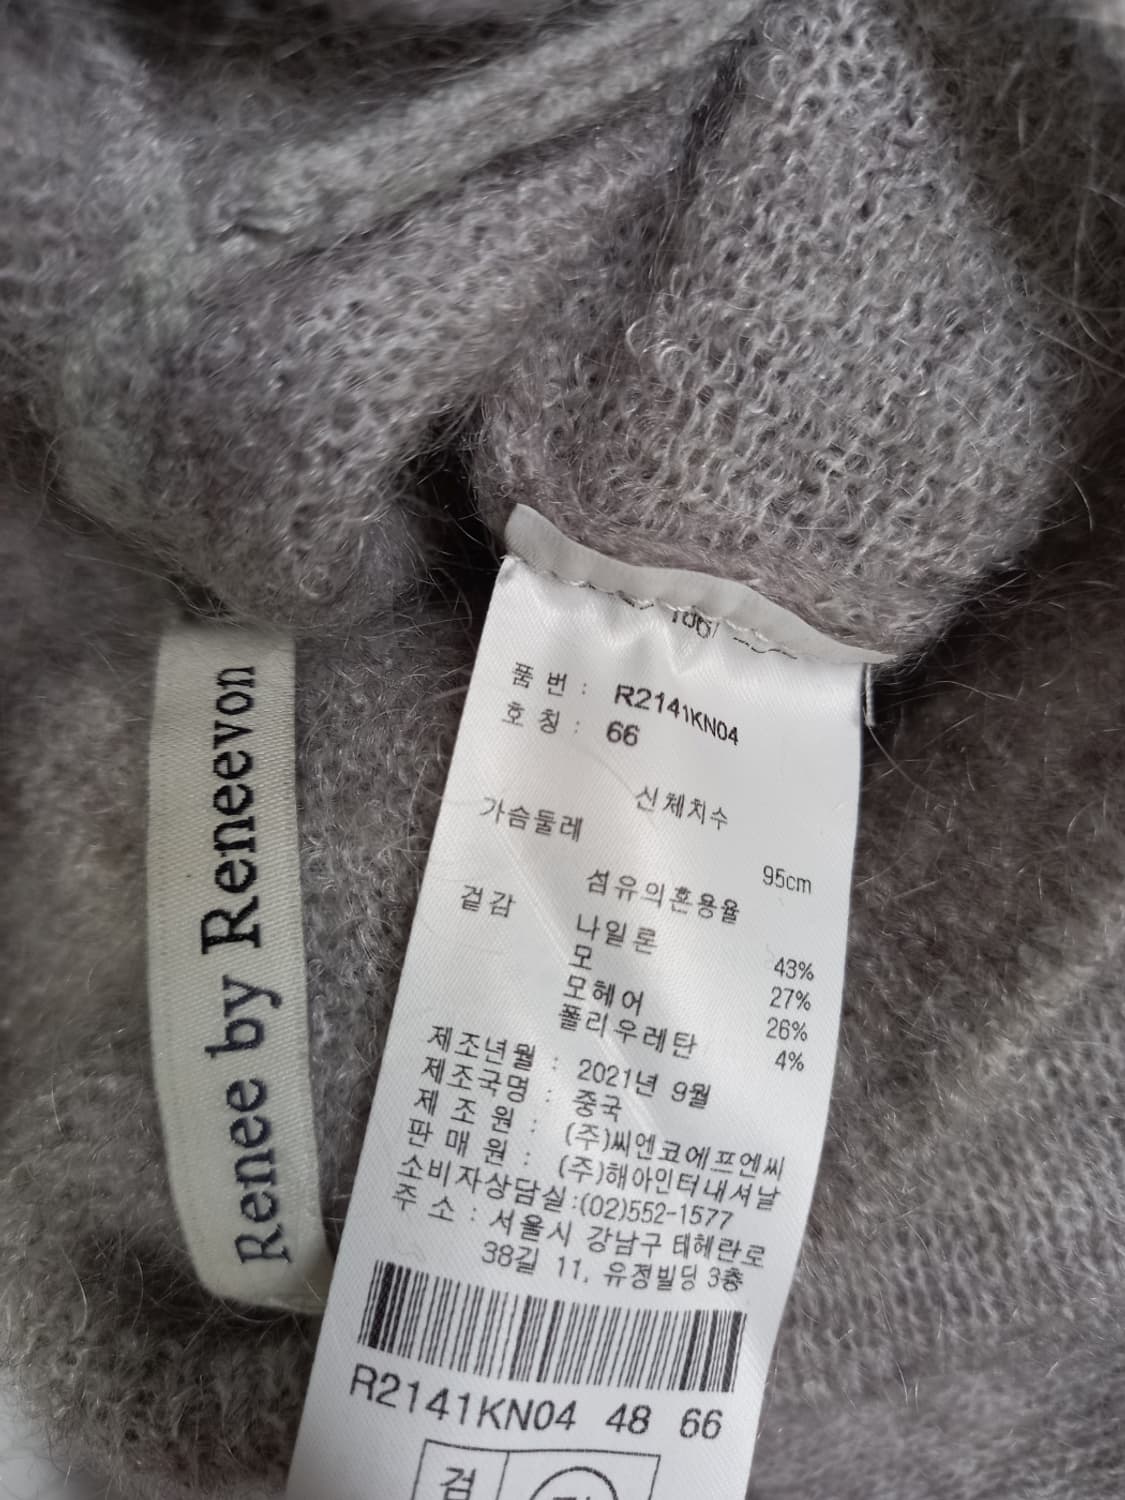 Renee by Reneevon
품 번 : R2141KN04
호 칭 : 66
신체치수
가슴둘레 95cm
섬유의혼용율
겉감 나일론 43%
모 27%
모헤어 26%
폴리우레탄 4%
제조년월 : 2021년 9월
제조국명 : 중국
제 조 원 : (주)씨엔코에프엔씨
판 매 원 : (주)해아인터내셔날
소비자상담실:(02)552-1577
주 소 : 서울시 강남구 테헤란로
38길 11, 유정빌딩 3층
R2141KN04 48 66
검